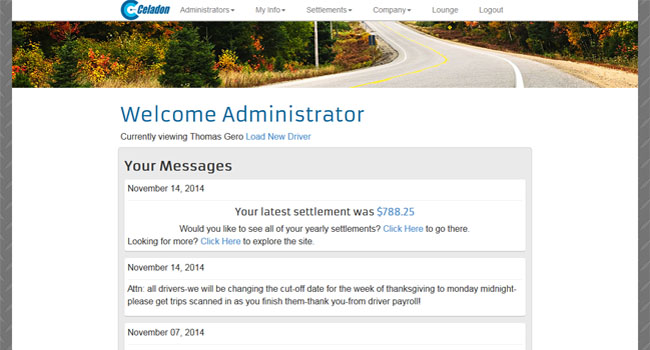 Celadon
Administrators My Info Settlements Company Lounge Logout
Welcome Administrator
Currently viewing Thomas Gero Load New Driver
Your Messages
November 14, 2014
Your latest settlement was $788.25
Would you like to see all of your yearly settlements? Click Here to go there.
Looking for more? Click Here to explore the site.
November 14, 2014
Attn: all drivers-we will be changing the cut-off date for the week of thanksgiving to monday midnight-
please get trips scanned in as you finish them-thank you-from driver payroll!
November 07, 2014